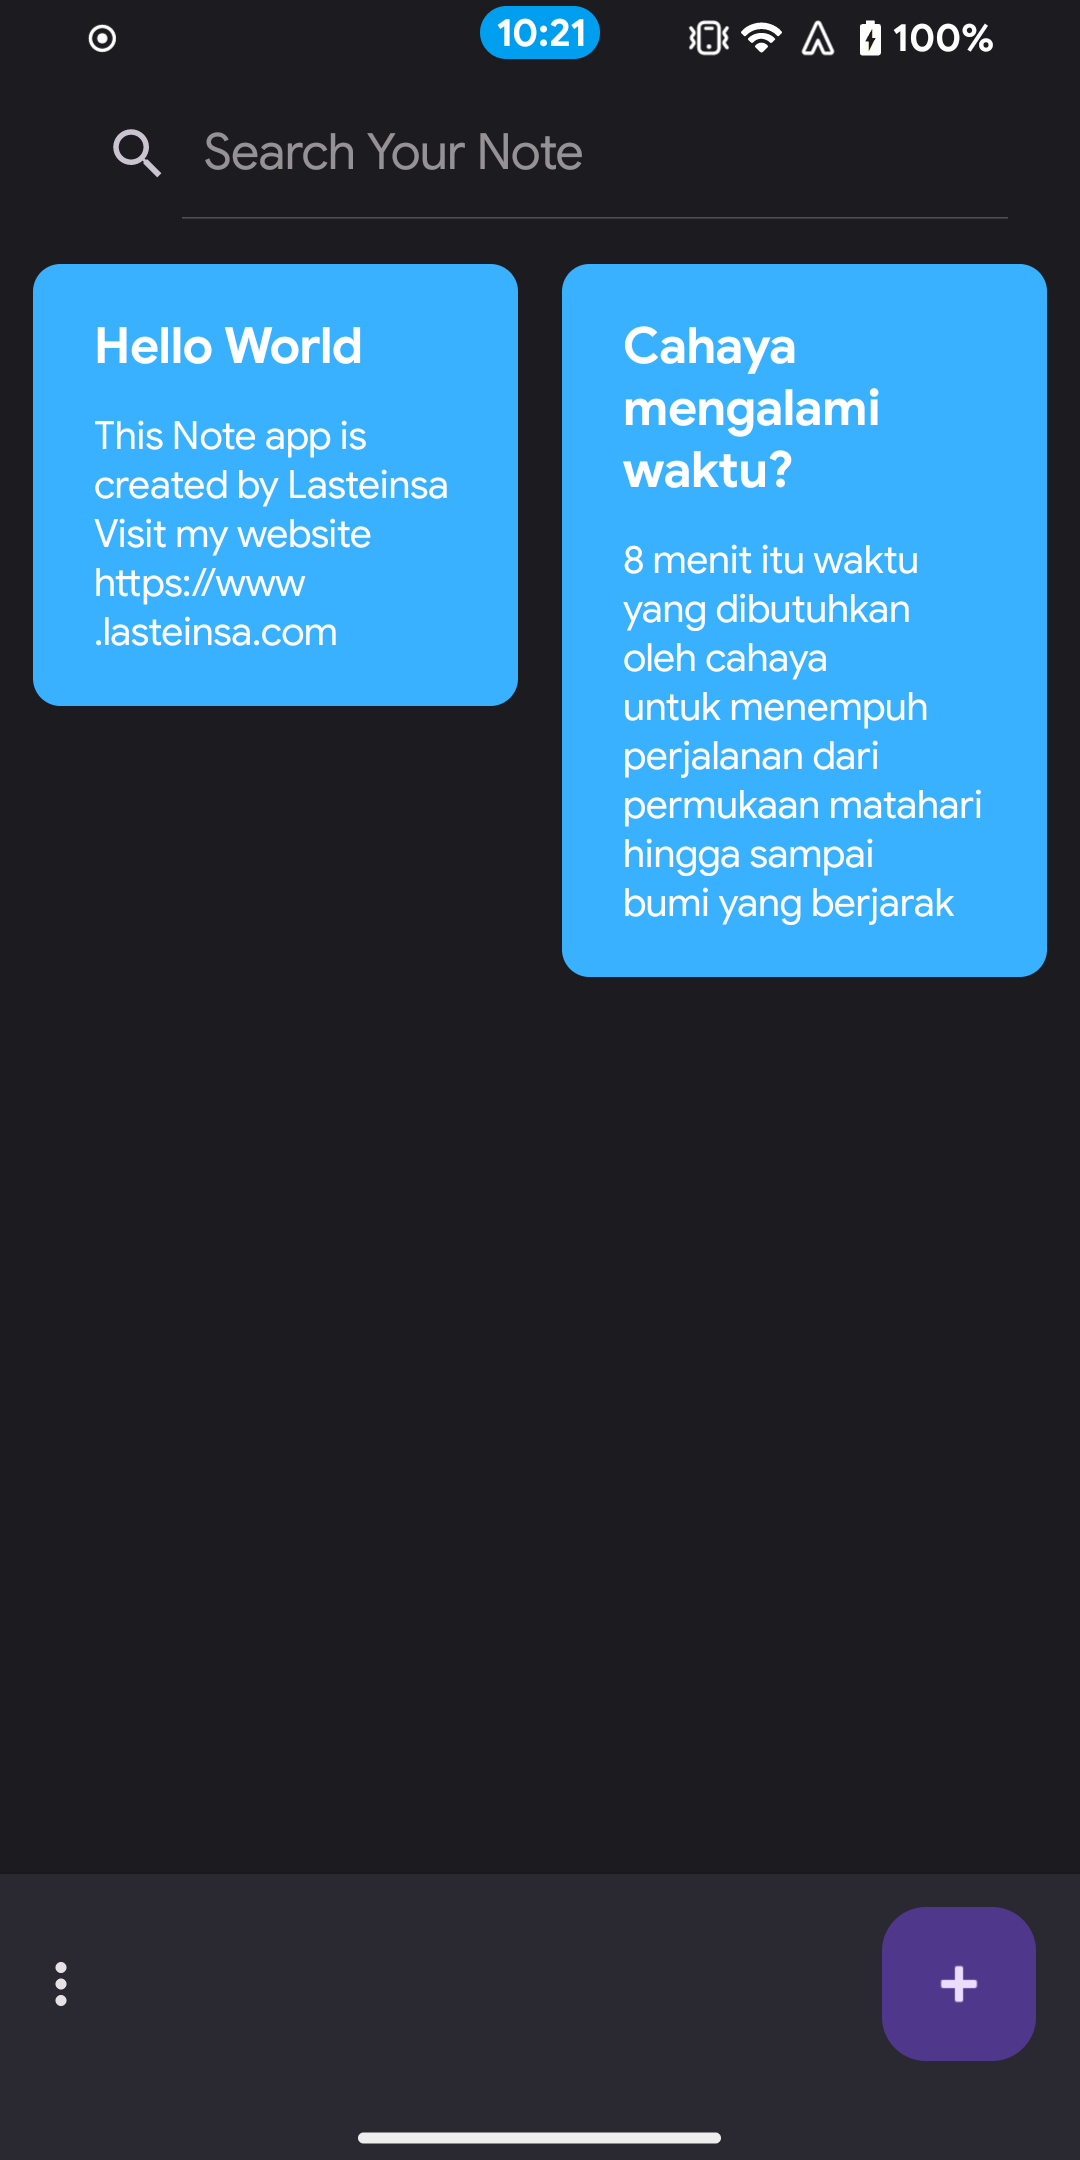 10:21
100%
Search Your Note
Hello World
This Note app is
created by Lasteinsa
Visit my website
https://www
.lasteinsa.com
Cahaya
mengalami
waktu?
8 menit itu waktu
yang dibutuhkan
oleh cahaya
untuk menempuh
perjalanan dari
permukaan matahari
hingga sampai
bumi yang berjarak